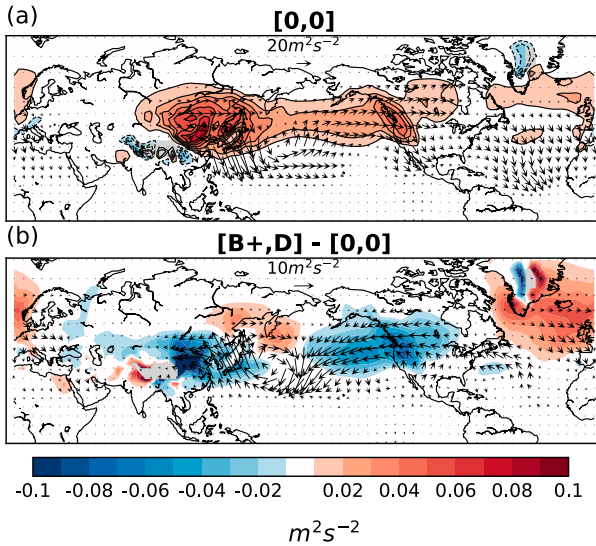 (a)
[0,0]
20m²s⁻²
(b)
[B+,D] - [0,0]
10m²s⁻²
-0.1 -0.08 -0.06 -0.04 -0.02 0.02 0.04 0.06 0.08 0.1
m²s⁻²